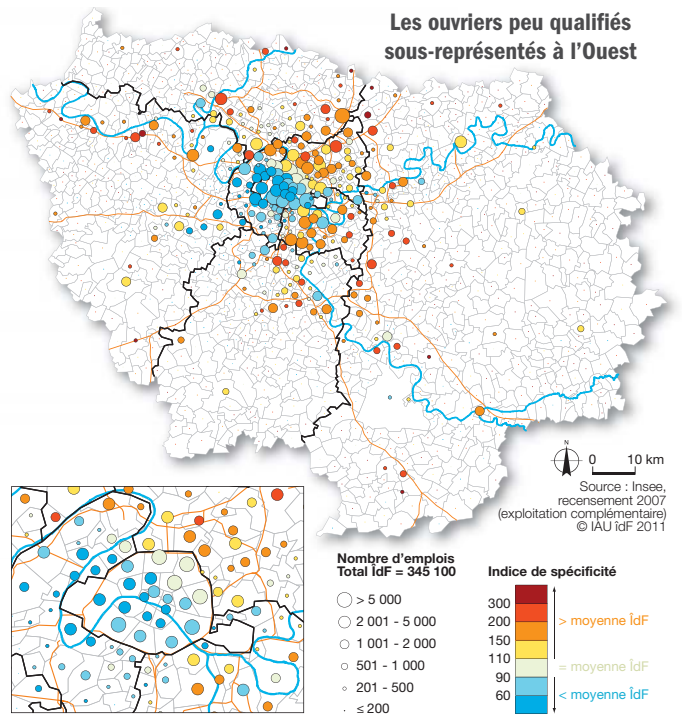 Les ouvriers peu qualifiés
sous-représentés à l'Ouest
N
0 10 km
Source : Insee,
recensement 2007
(exploitation complémentaire)
© IAU îdF 2011
Nombre d'emplois
Total ÎdF = 345 100
> 5 000
2 001 - 5 000
1 001 - 2 000
501 - 1 000
201 - 500
≤ 200
Indice de spécificité
300
200
150
110
90
60
> moyenne ÎdF
= moyenne ÎdF
< moyenne ÎdF